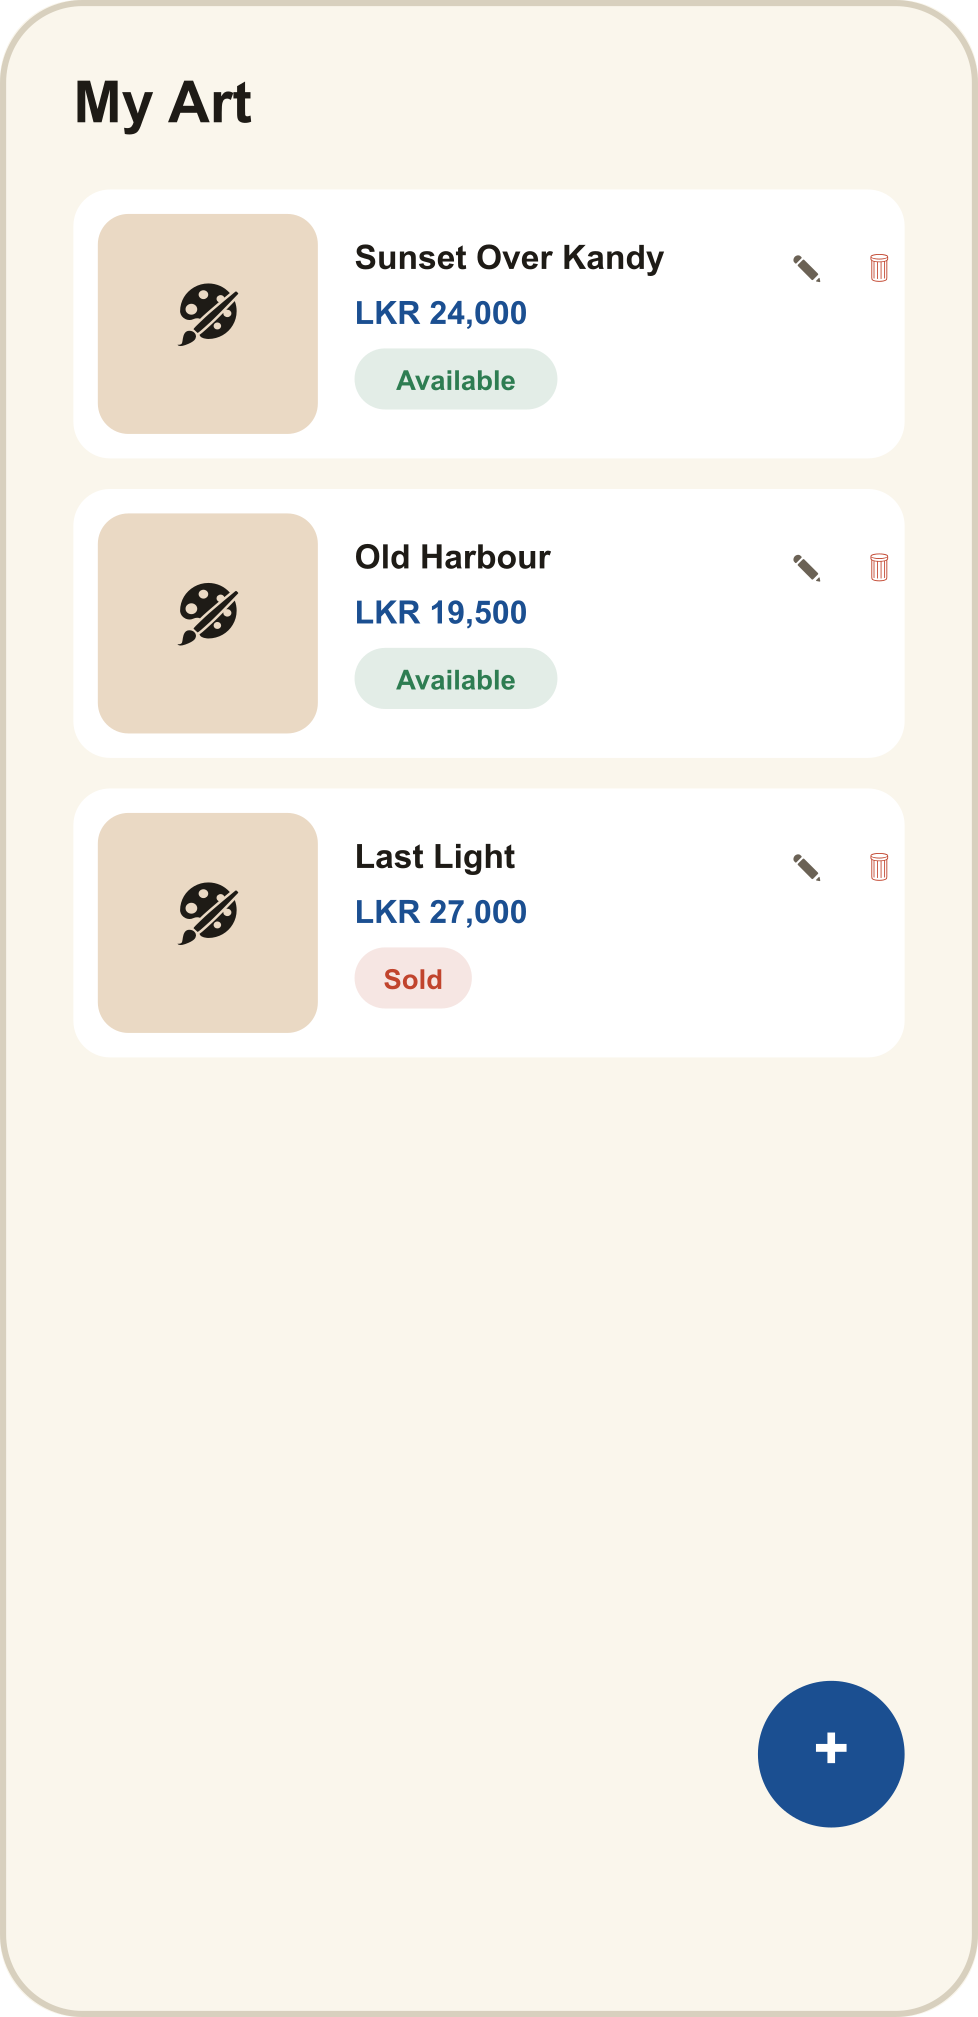 My Art
Sunset Over Kandy
LKR 24,000
Available
Old Harbour
LKR 19,500
Available
Last Light
LKR 27,000
Sold
+